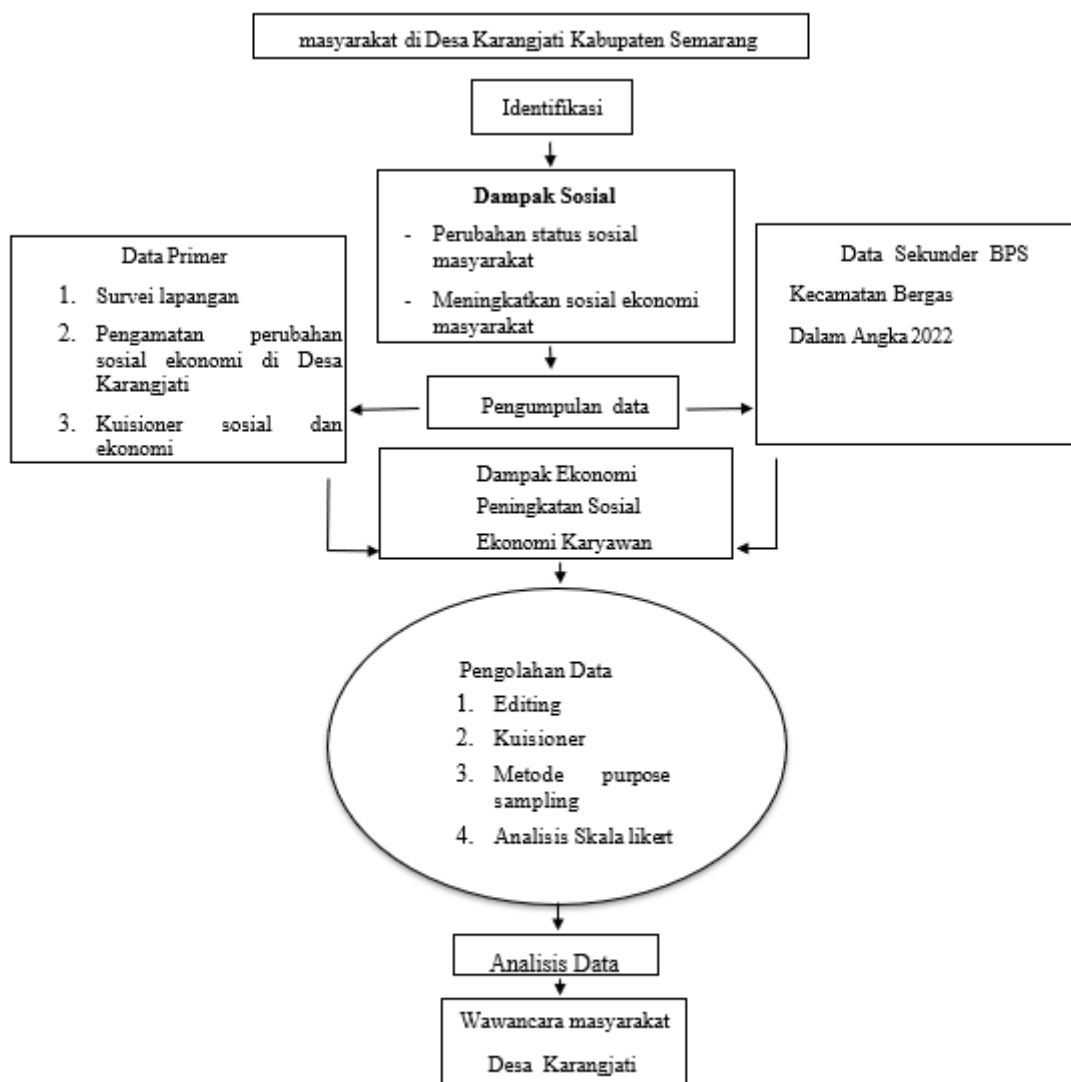 masyarakat di Desa Karangjati Kabupaten Semarang
Identifikasi
Dampak Sosial
- Perubahan status sosial
masyarakat
- Meningkatkan sosial ekonomi
masyarakat
Data Primer
1. Survei lapangan
2. Pengamatan perubahan
sosial ekonomi di Desa
Karangjati
3. Kuisioner sosial dan
ekonomi
Data Sekunder BPS
Kecamatan Bergas
Dalam Angka 2022
Pengumpulan data
Dampak Ekonomi
Peningkatan Sosial
Ekonomi Karyawan
Pengolahan Data
1. Editing
2. Kuisioner
3. Metode purpose
sampling
4. Analisis Skala likert
Analisis Data
Wawancara masyarakat
Desa Karangjati